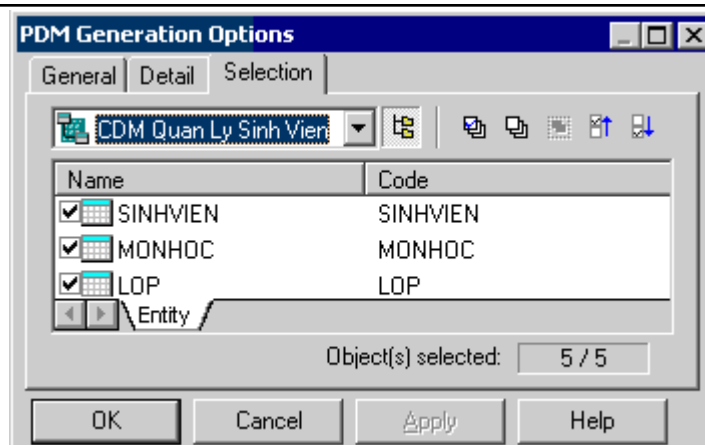 PDM Generation Options
General Detail Selection
CDM Quan Ly Sinh Vien
Name Code
SINHVIEN SINHVIEN
MONHOC MONHOC
LOP LOP
Entity
Object(s) selected: 5 / 5
OK Cancel Apply Help